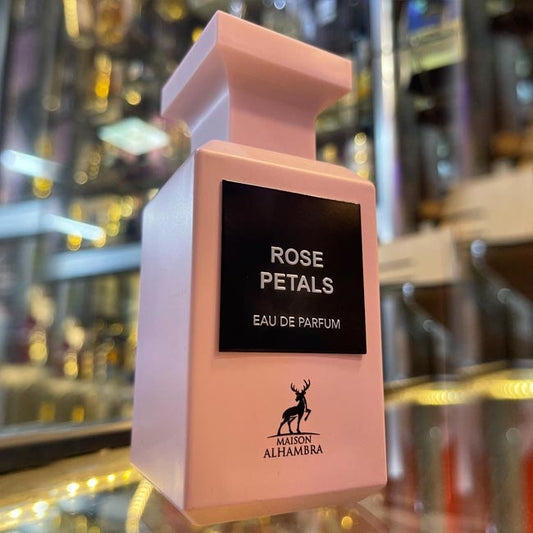 ROSE
PETALS
EAU DE PARFUM
MAISON
ALHAMBRA